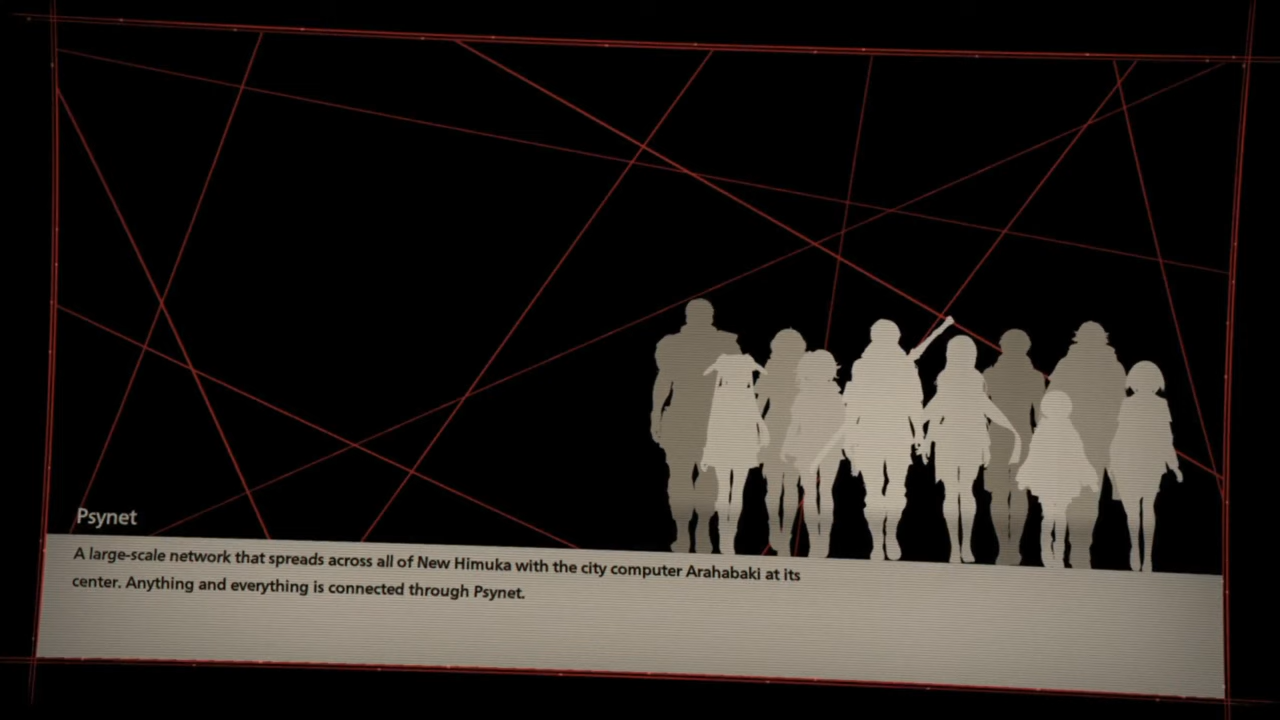 Psynet
A large-scale network that spreads across all of New Himuka with the city computer Arahabaki at its
center. Anything and everything is connected through Psynet.